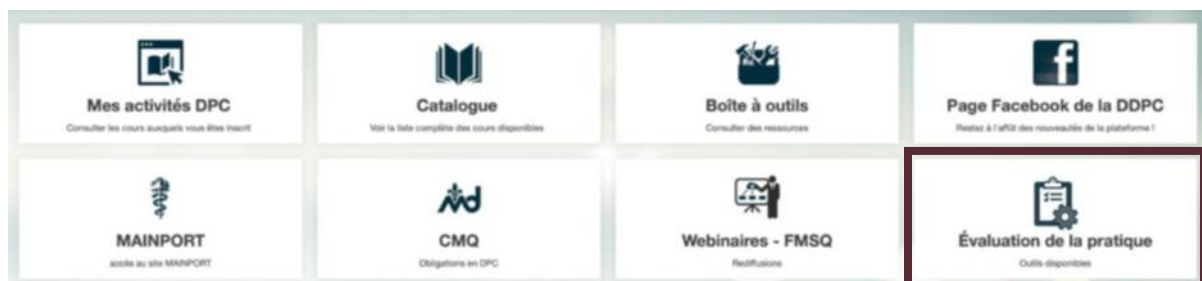 Mes activités DPC
Consulter les cours auxquels vous êtes inscrit
Catalogue
Voir la liste complète des cours disponibles
Boîte à outils
Consulter des ressources
f
Page Facebook de la DDPC
Restez à l'affût des nouveautés de la plateforme !
MAINPORT
accès au site MAINPORT
md
CMQ
Obligations en DPC
Webinaires - FMSQ
Rediffusions
Évaluation de la pratique
Outils disponibles